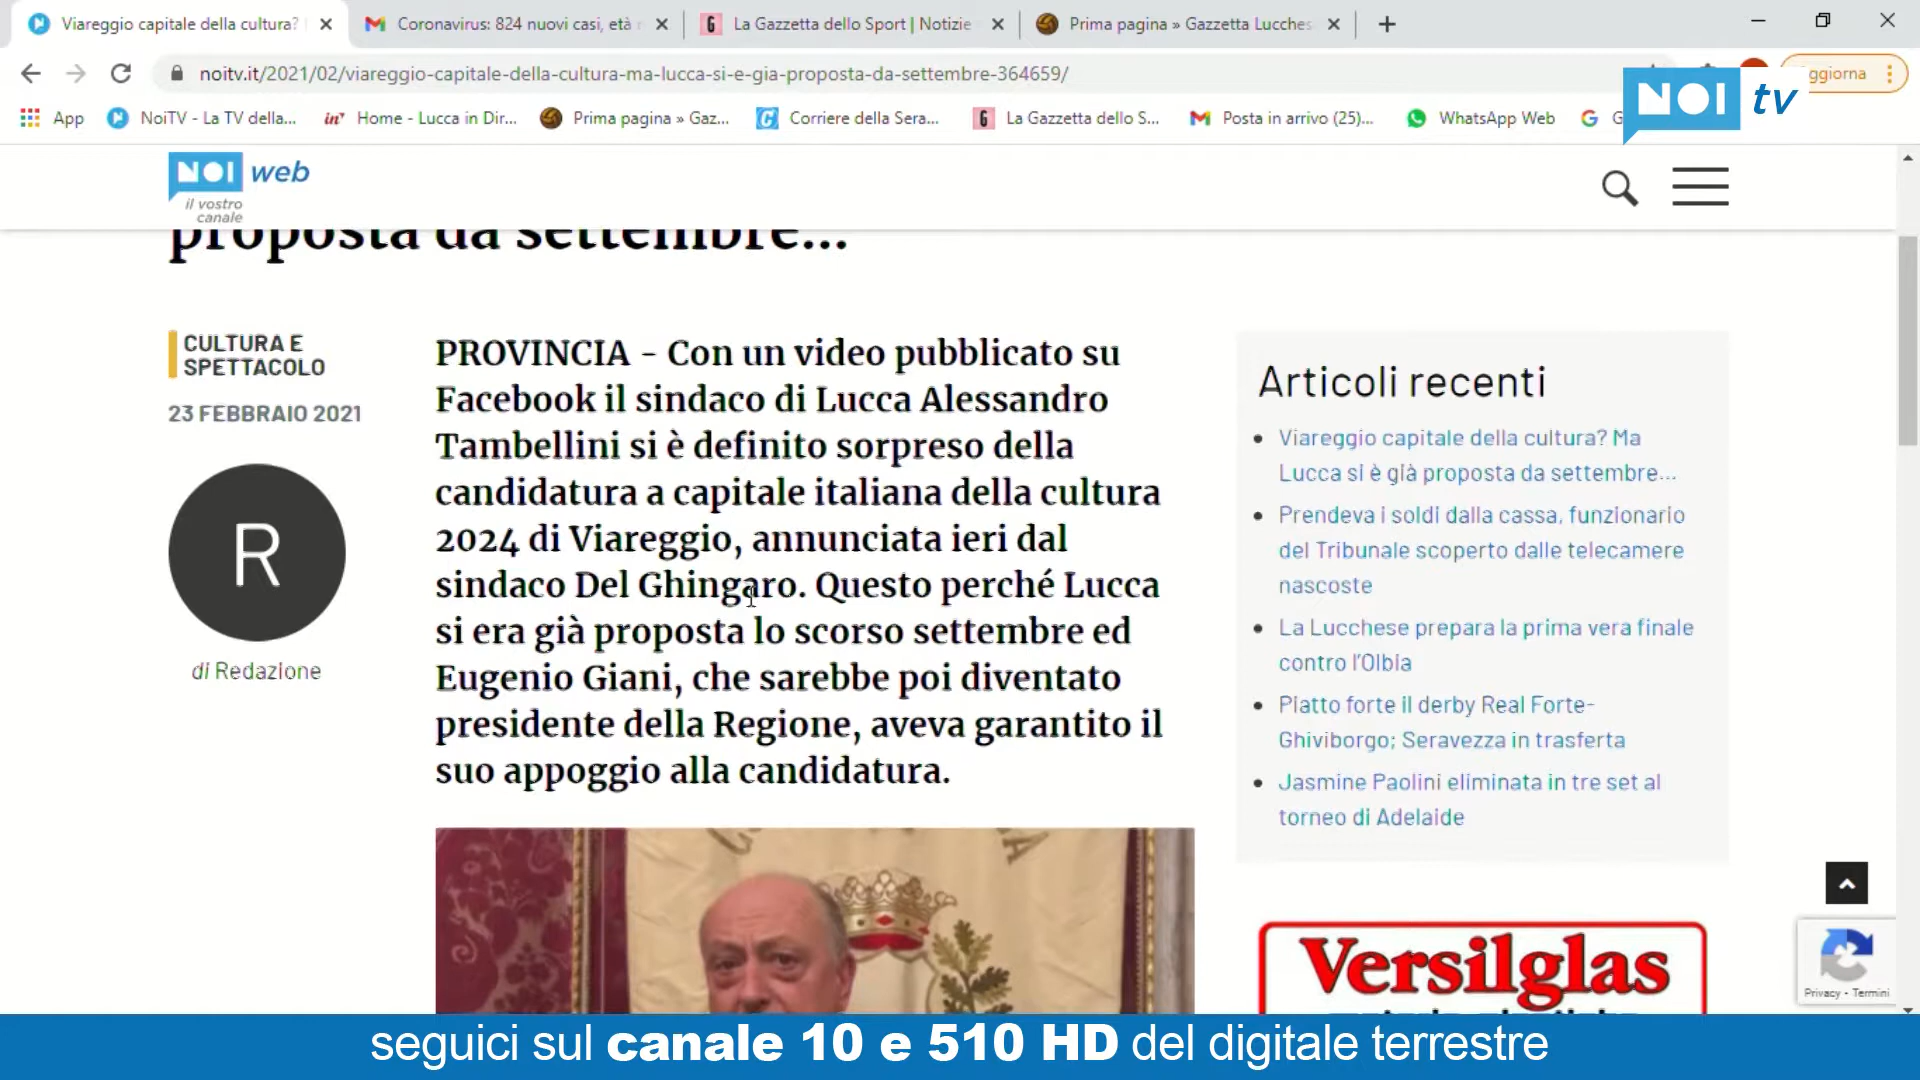 Viareggio capitale della cultura?
Coronavirus: 824 nuovi casi, età
La Gazzetta dello Sport | Notizie
Prima pagina » Gazzetta Lucches
noitv.it/2021/02/viareggio-capitale-della-cultura-ma-lucca-si-e-gia-proposta-da-settembre-364659/
ggiorna
App
NoiTV - La TV della...
Home - Lucca in Dir...
Prima pagina » Gaz...
Corriere della Sera...
La Gazzetta dello S...
Posta in arrivo (25)...
WhatsApp Web
G
NOI tv
NOI web
il vostro
canale
proposta da settembre...
CULTURA E
SPETTACOLO
23 FEBBRAIO 2021
R
di Redazione
PROVINCIA - Con un video pubblicato su
Facebook il sindaco di Lucca Alessandro
Tambellini si è definito sorpreso della
candidatura a capitale italiana della cultura
2024 di Viareggio, annunciata ieri dal
sindaco Del Ghingaro. Questo perché Lucca
si era già proposta lo scorso settembre ed
Eugenio Giani, che sarebbe poi diventato
presidente della Regione, aveva garantito il
suo appoggio alla candidatura.
Articoli recenti
Viareggio capitale della cultura? Ma
Lucca si è già proposta da settembre...
Prendeva i soldi dalla cassa, funzionario
del Tribunale scoperto dalle telecamere
nascoste
La Lucchese prepara la prima vera finale
contro l'Olbia
Piatto forte il derby Real Forte-
Ghiviborgo; Seravezza in trasferta
Jasmine Paolini eliminata in tre set al
torneo di Adelaide
Versilglas
Privacy - Termini
seguici sul canale 10 e 510 HD del digitale terrestre